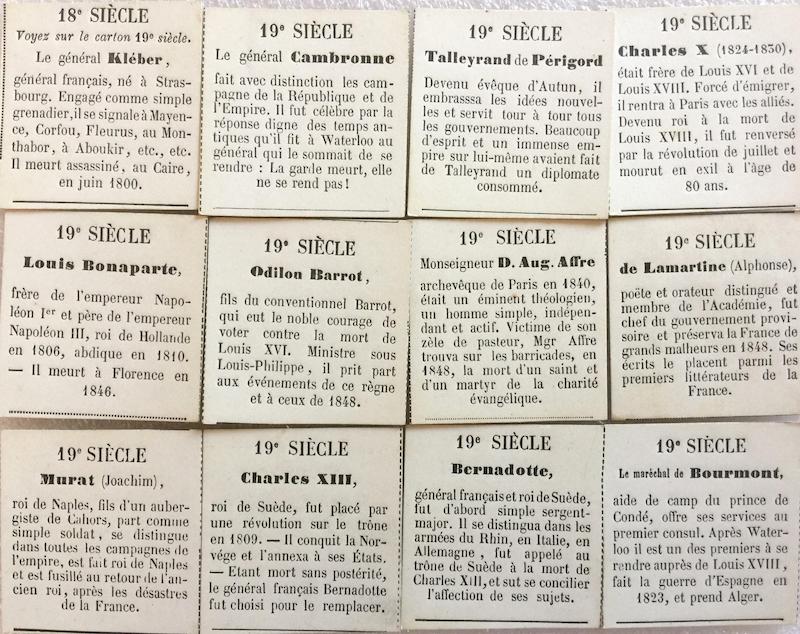 18e SIÈCLE
Voyez sur le carton 19e siècle.
Le général Kléber,
général français, né à Stras-
bourg. Engagé comme simple
grenadier, il se signale à Mayen-
ce, Corfou, Fleurus, au Mon-
thabor, à Aboukir, etc., etc.
Il meurt assassiné, au Caire,
en juin 1800.
19e SIÈCLE
Le général Cambronne
fait avec distinction les cam-
pagne de la République et de
l'Empire. Il fut célèbre par la
réponse digne des temps an-
tiques qu'il fit à Waterloo au
général qui le sommait de se
rendre : La garde meurt, elle
ne se rend pas !
19e SIÈCLE
Talleyrand de Périgord
Devenu évêque d'Autun, il
embrasssa les idées nouvel-
les et servit tour à tour tous
les gouvernements. Beaucoup
d'esprit et un immense em-
pire sur lui-même avaient fait
de Talleyrand un diplomate
consommé.
19e SIÈCLE
Charles X (1824-1830),
était frère de Louis XVI et de
Louis XVIII. Forcé d'émigrer,
il rentra à Paris avec les alliés.
Devenu roi à la mort de
Louis XVIII, il fut renversé
par la révolution de juillet et
mourut en exil à l'âge de
80 ans.
19e SIÈCLE
Louis Bonaparte,
frère de l'empereur Napo-
léon Ier et père de l'empereur
Napoléon III, roi de Hollande
en 1806, abdique en 1810.
— Il meurt à Florence en
1846.
19e SIÈCLE
Odilon Barrot,
fils du conventionnel Barrot,
qui eut le noble courage de
voter contre la mort de
Louis XVI. Ministre sous
Louis-Philippe, il prit part
aux événements de ce règne
et à ceux de 1848.
19e SIÈCLE
Monseigneur D. Aug. Affre
archevêque de Paris en 1840,
était un éminent théologien,
un homme simple, indépen-
dant et actif. Victime de son
zèle de pasteur, Mgr Affre
trouva sur les barricades, en
1848, la mort d'un saint et
d'un martyr de la charité
évangélique.
19e SIÈCLE
de Lamartine (Alphonse),
poëte et orateur distingué et
membre de l'Académie, fut
chef du gouvernement provi-
soire et préserva la France de
grands malheurs en 1848. Ses
écrits le placent parmi les
premiers littérateurs de la
France.
19e SIÈCLE
Murat (Joachim),
roi de Naples, fils d'un auber-
giste de Cahors, part comme
simple soldat, se distingue
dans toutes les campagnes de
l'empire, est fait roi de Naples
et est fusillé au retour de l'an-
cien roi, après les désastres
de la France.
19e SIÈCLE
Charles XIII,
roi de Suède, fut placé par
une révolution sur le trône
en 1809. — Il conquit la Nor-
vége et l'annexa à ses États.
— Etant mort sans postérité,
le général français Bernadotte
fut choisi pour le remplacer.
19e SIÈCLE
Bernadotte,
général français et roi de Suède,
fut d'abord simple sergent-
major. Il se distingua dans les
armées du Rhin, en Italie, en
Allemagne, fut appelé au
trône de Suède à la mort de
Charles XIII, et sut se concilier
l'affection de ses sujets.
19e SIÈCLE
Le maréchal de Bourmont,
aide de camp du prince de
Condé, offre ses services au
premier consul. Après Water-
loo il est un des premiers à se
rendre auprès de Louis XVIII,
fait la guerre d'Espagne en
1823, et prend Alger.